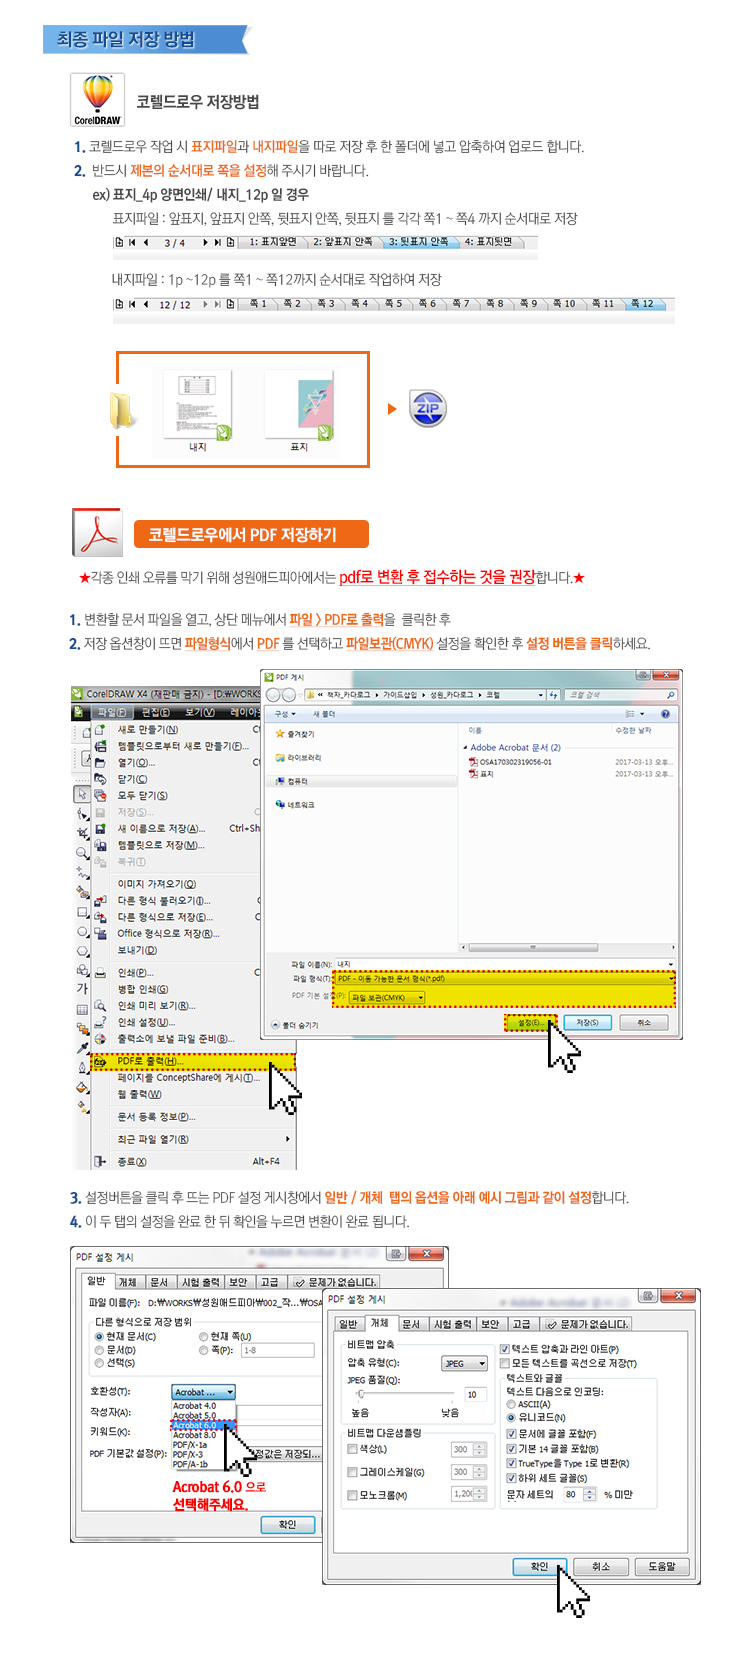 최종 파일 저장 방법
CorelDRAW
코렐드로우 저장방법
1. 코렐드로우 작업 시 표지파일과 내지파일을 따로 저장 후 한 폴더에 넣고 압축하여 업로드 합니다.
2. 반드시 제본의 순서대로 쪽을 설정해 주시기 바랍니다.
ex) 표지_4p 양면인쇄/ 내지_12p 일 경우
표지파일 : 앞표지, 앞표지 안쪽, 뒷표지 안쪽, 뒷표지 를 각각 쪽1 ~ 쪽4 까지 순서대로 저장
3 / 4 1: 표지앞면 2: 앞표지 안쪽 3: 뒷표지 안쪽 4: 표지뒷면
내지파일 : 1p ~12p 를 쪽1 ~ 쪽12까지 순서대로 작업하여 저장
12 / 12 쪽 1 쪽 2 쪽 3 쪽 4 쪽 5 쪽 6 쪽 7 쪽 8 쪽 9 쪽 10 쪽 11 쪽 12
ZIP
내지 표지
코렐드로우에서 PDF 저장하기
★각종 인쇄 오류를 막기 위해 성원애드피아에서는 pdf로 변환 후 접수하는 것을 권장합니다.★
1. 변환할 문서 파일을 열고, 상단 메뉴에서 파일 > PDF로 출력을 클릭한 후
2. 저장 옵션창이 뜨면 파일형식에서 PDF 를 선택하고 파일보관(CMYK) 설정을 확인한 후 설정 버튼을 클릭하세요.
CorelDRAW X4 (재판매 금지) - [D:₩WORKS
파일(F) 편집(E) 보기(V) 레이아
새로 만들기(N)
템플릿으로부터 새로 만들기(F)...
열기(O)...
닫기(C)
모두 닫기(S)
저장(S)...
새 이름으로 저장(A)... Ctrl+Sh
템플릿으로 저장(M)...
복귀(T)
이미지 가져오기(Q)
다른 형식 불러오기(I)...
다른 형식으로 저장(E)...
Office 형식으로 저장(R)...
보내기(D)
인쇄(P)...
병합 인쇄(G)
인쇄 미리 보기(R)...
인쇄 설정(U)...
출력소에 보낼 파일 준비(B)...
PDF로 출력(H)...
페이지를 ConceptShare에 게시(T)...
웹 출력(W)
문서 등록 정보(P)...
최근 파일 열기(R)
종료(X) Alt+F4
PDF 게시
« 책자_카다로그 ▸ 가이드삽입 ▸ 성원_카다로그 ▸ 코렐
코렐 검색
구성 새 폴더
즐겨찾기
라이브러리
컴퓨터
네트워크
이름 수정한 날짜
Adobe Acrobat 문서 (2)
OSA170302319056-01 2017-03-13 오후...
표지 2017-03-13 오후...
파일 이름(N): 내지
파일 형식(T): PDF - 이동 가능한 문서 형식(*.pdf)
PDF 기본 설정(P): 파일 보관(CMYK)
폴더 숨기기 설정(E)... 저장(S) 취소
3. 설정버튼을 클릭 후 뜨는 PDF 설정 게시창에서 일반 / 개체 탭의 옵션을 아래 예시 그림과 같이 설정합니다.
4. 이 두 탭의 설정을 완료 한 뒤 확인을 누르면 변환이 완료 됩니다.
PDF 설정 게시
일반 개체 문서 시험 출력 보안 고급 문제가 없습니다.
파일 이름(F): D:₩WORKS₩성원애드피아₩002_작...₩OSA
다른 형식으로 저장 범위
현재 문서(C) 현재 쪽(U)
문서(D) 쪽(P): 1-8
선택(S)
호환성(T): Acrobat ...
Acrobat 4.0
작성자(A): Acrobat 5.0
Acrobat 6.0
키워드(K): Acrobat 8.0
PDF/X-1a
PDF 기본값 설정(P): PDF/X-3 정값은 저장되...
PDF/A-1b
Acrobat 6.0 으로
선택해주세요.
확인
PDF 설정 게시
일반 개체 문서 시험 출력 보안 고급 문제가 없습니다.
비트맵 압축
압축 유형(C): JPEG
JPEG 품질(Q):
10
높음 낮음
비트맵 다운샘플링
색상(L) 300
그레이스케일(G) 300
모노크롬(M) 1,200
텍스트 압축과 라인 아트(P)
모든 텍스트를 곡선으로 저장(T)
텍스트와 글꼴
텍스트 다음으로 인코딩:
ASCII(A)
유니코드(N)
문서에 글꼴 포함(F)
기본 14 글꼴 포함(B)
TrueType을 Type 1로 변환(R)
하위 세트 글꼴(S)
문자 세트의 80 % 미만
확인 취소 도움말